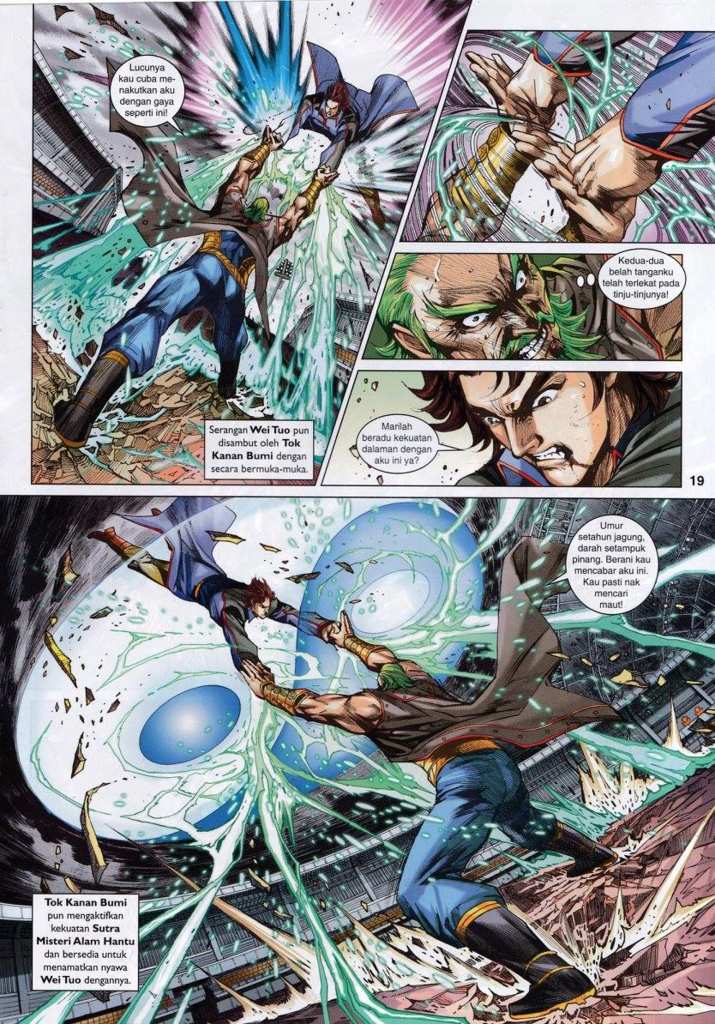 Lucunya
kau cuba me-
nakutkan aku
dengan gaya
seperti ini!
Serangan Wei Tuo pun
disambut oleh Tok
Kanan Bumi dengan
secara bermuka-muka.
Kedua-dua
belah tanganku
telah terlekat pada
tinju-tinjunya!
Marilah
beradu kekuatan
dalaman dengan
aku ini ya?
19
Umur
setahun jagung,
darah setampuk
pinang. Berani kau
mencabar aku ini.
Kau pasti nak
mencari
maut!
Tok Kanan Bumi
pun mengaktifkan
kekuatan Sutra
Misteri Alam Hantu
dan bersedia untuk
menamatkan nyawa
Wei Tuo dengannya.